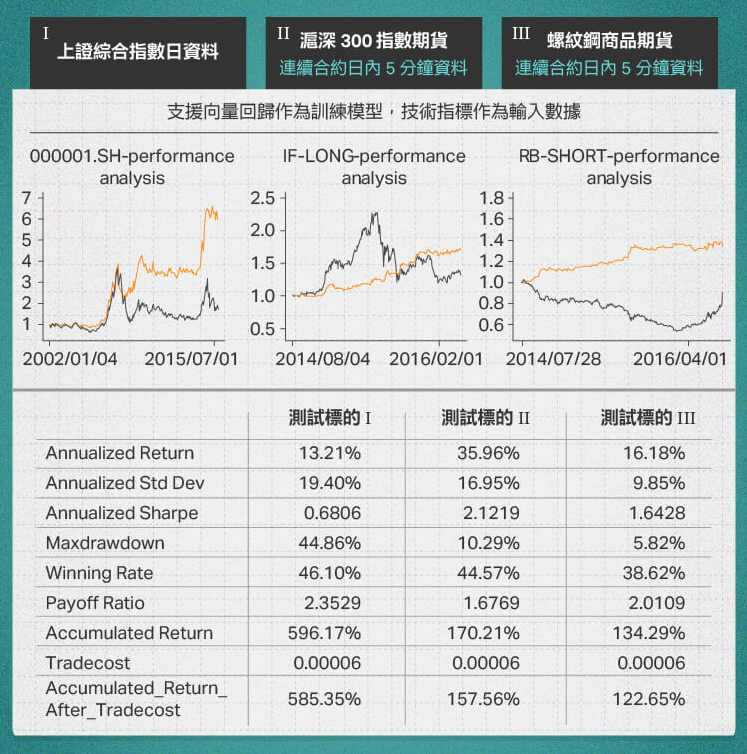 I
上證綜合指數日資料
II
滬深 300 指數期貨
連續合約日內 5 分鐘資料
III
螺紋鋼商品期貨
連續合約日內 5 分鐘資料
支援向量回歸作為訓練模型，技術指標作為輸入數據
000001.SH-performance
analysis
7
6
5
4
3
2
1
2002/01/04 2015/07/01
IF-LONG-performance
analysis
2.5
2.0
1.5
1.0
0.5
2014/08/04 2016/02/01
RB-SHORT-performance
analysis
1.8
1.6
1.4
1.2
1.0
0.8
0.6
2014/07/28 2016/04/01
測試標的 I 測試標的 II 測試標的 III
Annualized Return 13.21% 35.96% 16.18%
Annualized Std Dev 19.40% 16.95% 9.85%
Annualized Sharpe 0.6806 2.1219 1.6428
Maxdrawdown 44.86% 10.29% 5.82%
Winning Rate 46.10% 44.57% 38.62%
Payoff Ratio 2.3529 1.6769 2.0109
Accumulated Return 596.17% 170.21% 134.29%
Tradecost 0.00006 0.00006 0.00006
Accumulated_Return_
After_Tradecost 585.35% 157.56% 122.65%